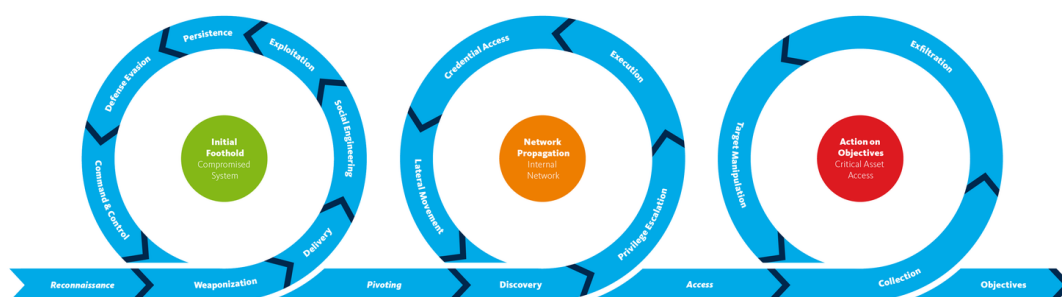 Reconnaissance
Weaponization
Delivery
Social Engineering
Exploitation
Persistence
Defense Evasion
Command & Control
Initial
Foothold
Compromised
System
Pivoting
Discovery
Privilege Escalation
Execution
Credential Access
Lateral Movement
Network
Propagation
Internal
Network
Access
Collection
Exfiltration
Target Manipulation
Action on
Objectives
Critical Asset
Access
Objectives